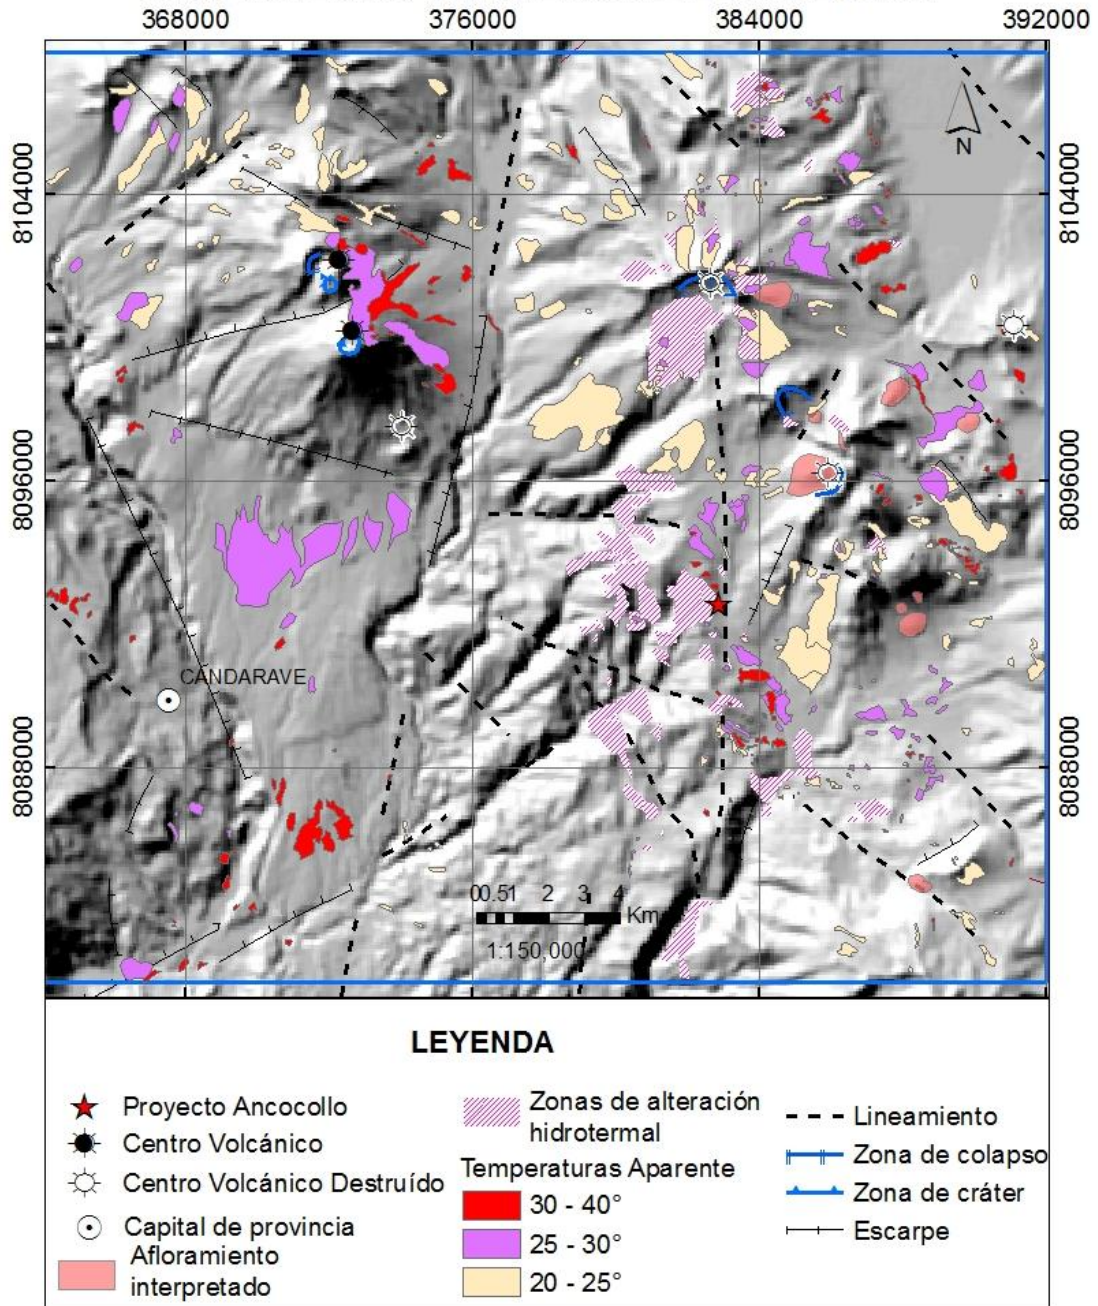 368000 376000 384000 392000
8104000 8104000
8096000 8096000
8088000 8088000
N
CANDARAVE
00.51 2 3 4
Km
1:150,000
LEYENDA
Proyecto Ancocollo
Centro Volcánico
Centro Volcánico Destruído
Capital de provincia
Afloramiento
interpretado
Zonas de alteración
hidrotermal
Temperaturas Aparente
30 - 40°
25 - 30°
20 - 25°
Lineamiento
Zona de colapso
Zona de cráter
Escarpe